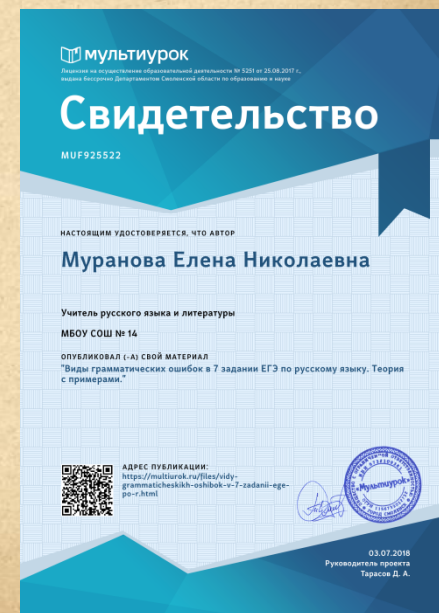 мультиурок
Лицензия на осуществление образовательной деятельности № 5251 от 25.08.2017 г.,
выдана бессрочно Департаментом Смоленской области по образованию и науке
Свидетельство
MUF925522
НАСТОЯЩИМ УДОСТОВЕРЯЕТСЯ, ЧТО АВТОР
Муранова Елена Николаевна
Учитель русского языка и литературы
МБОУ СОШ № 14
ОПУБЛИКОВАЛ (-А) СВОЙ МАТЕРИАЛ
"Виды грамматических ошибок в 7 задании ЕГЭ по русскому языку. Теория
с примерами."
АДРЕС ПУБЛИКАЦИИ:
https://multiurok.ru/files/vidy-
grammaticheskikh-oshibok-v-7-zadanii-ege-
po-r.html
«Мультиурок»
03.07.2018
Руководитель проекта
Тарасов Д. А.